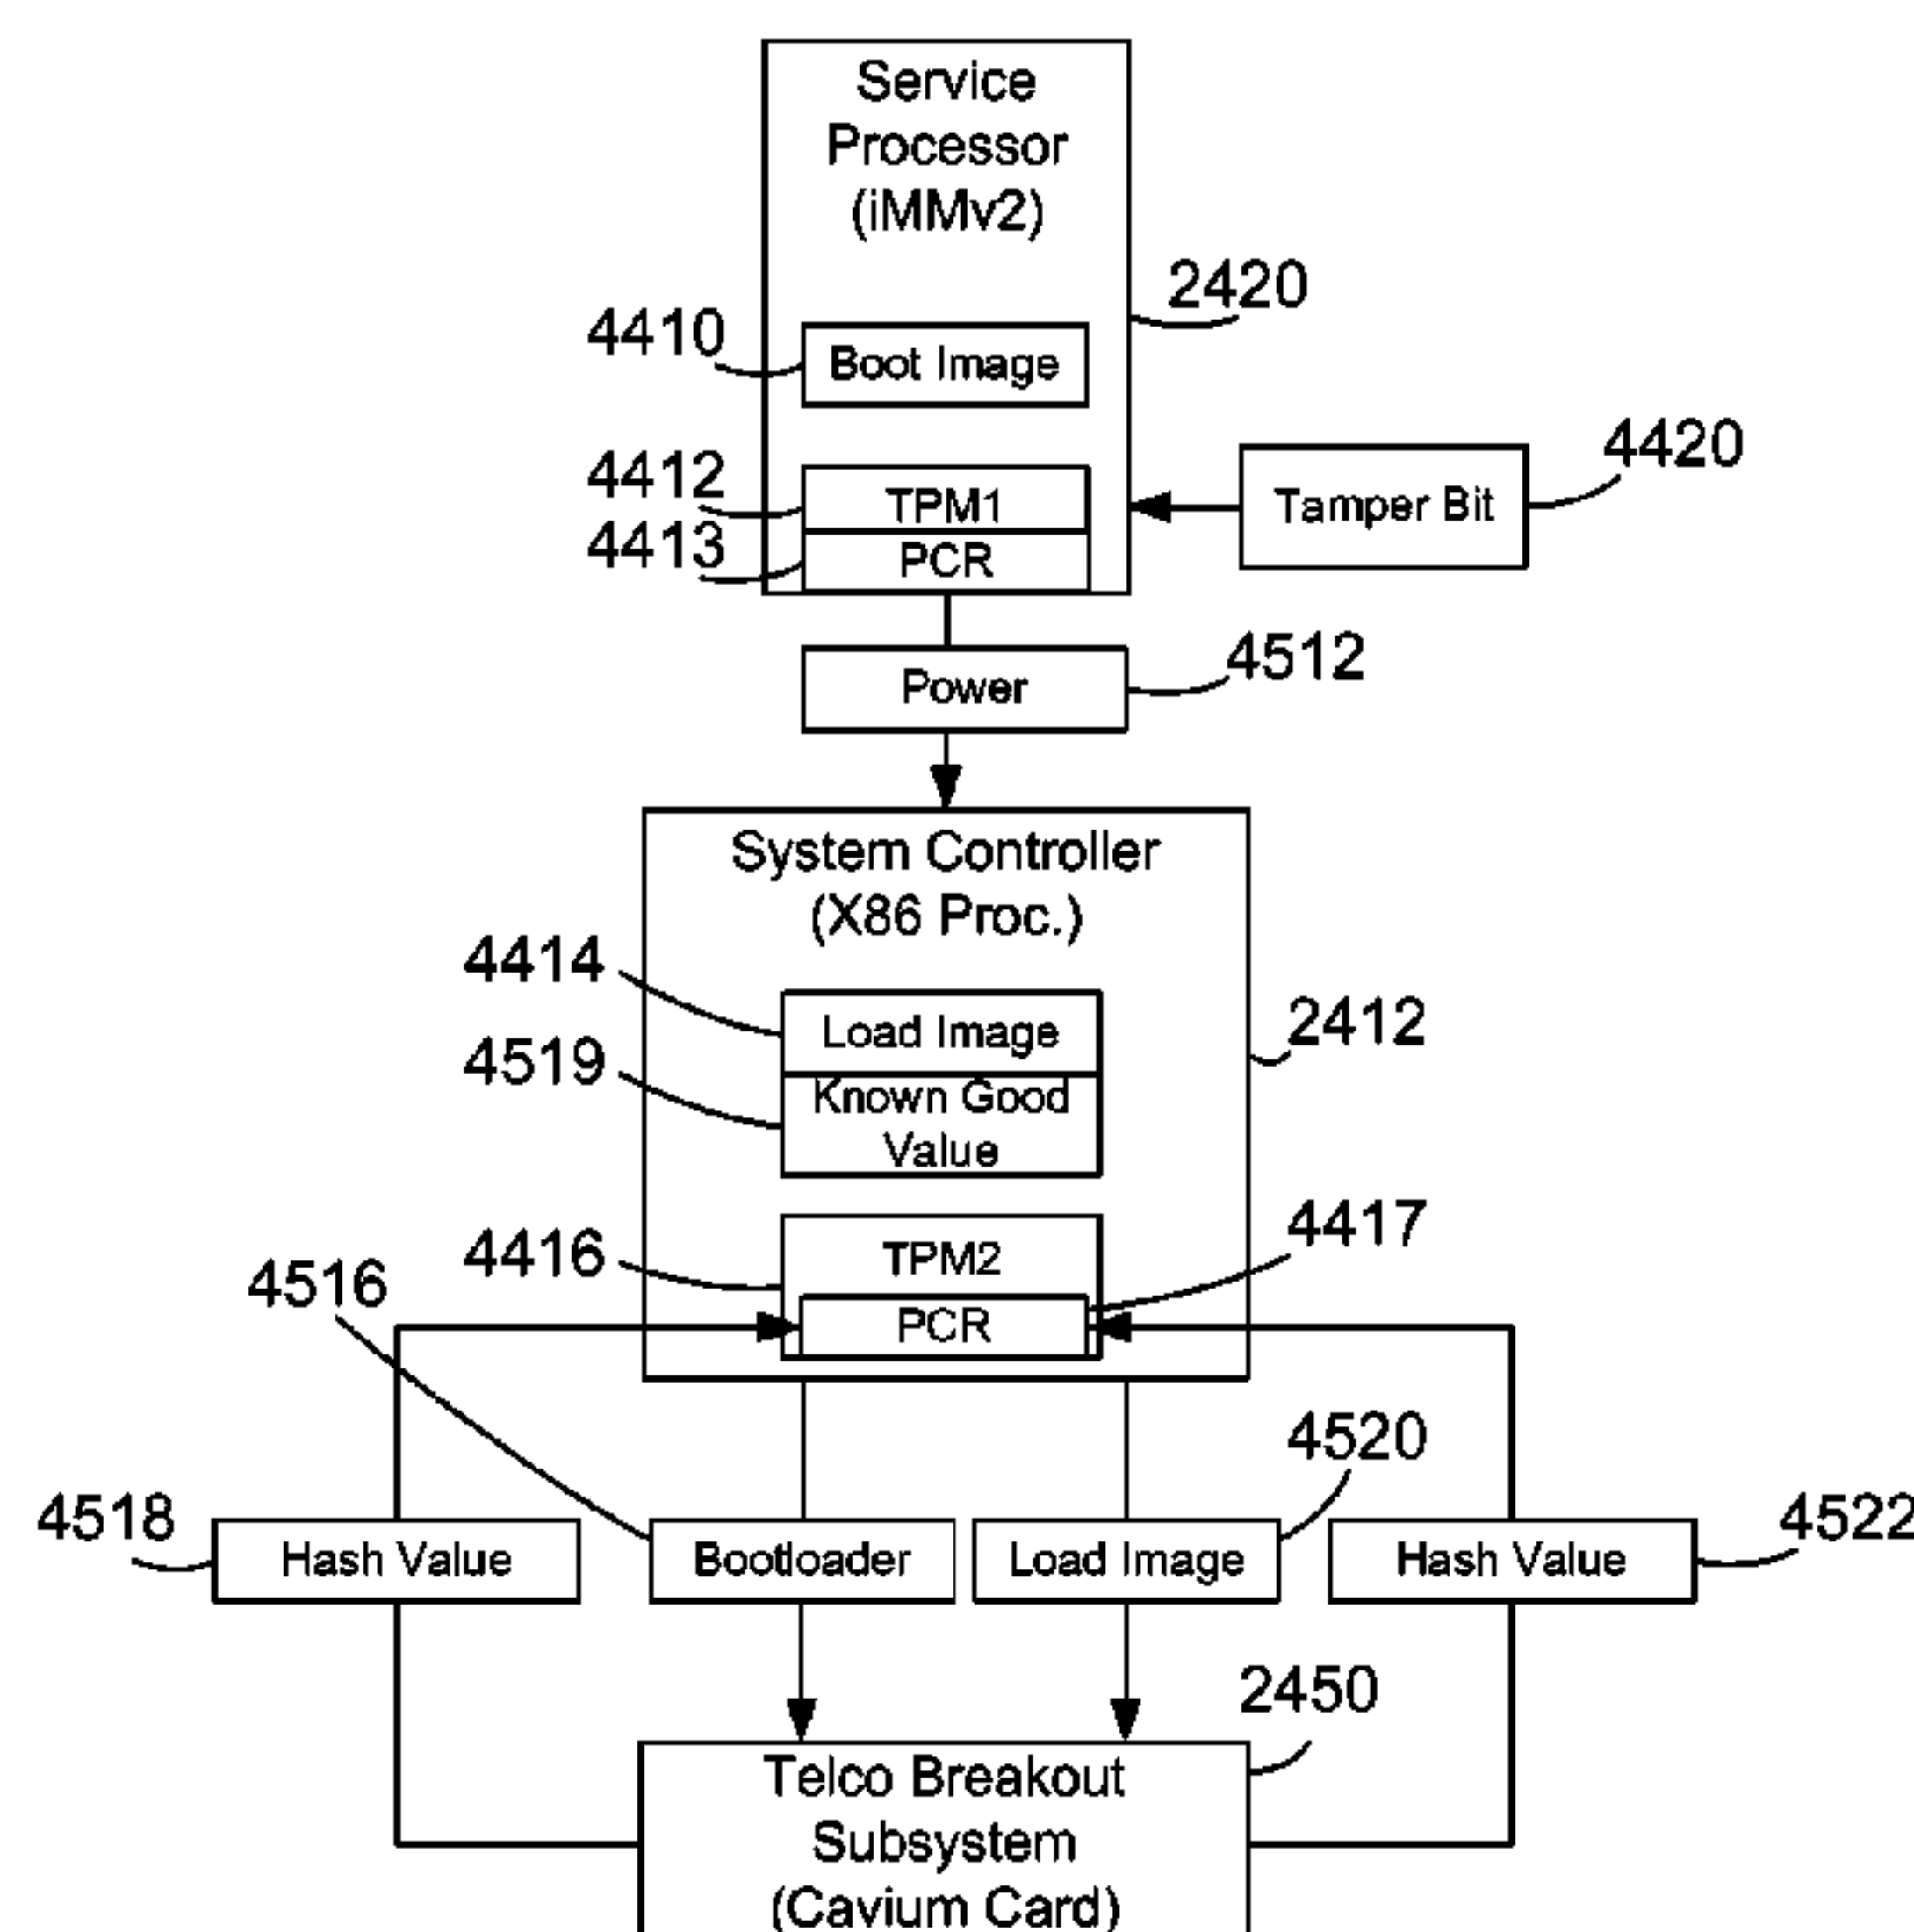 Service
Processor
(iMMv2)
2420
4410
Boot Image
4420
4412
TPM1
Tamper Bit
4413
PCR
4512
Power
System Controller
(X86 Proc.)
4414
Load Image
2412
4519
Known Good
Value
4417
4416
TPM2
4516
PCR
4520
4518
4522
Hash Value
Bootloader
Load Image
Hash Value
2450
Telco Breakout
Subsystem
(Cavium Card)